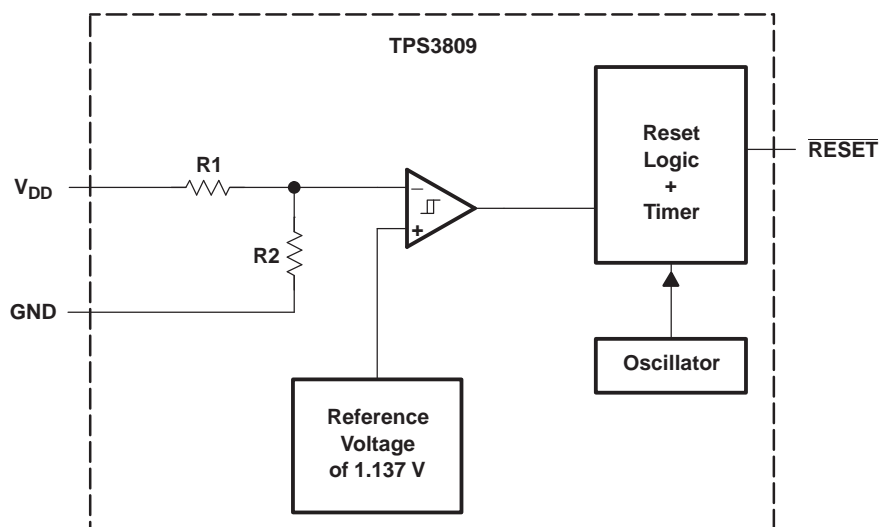 TPS3809
Reset
Logic
+
Timer
RESET
R1
VDD
−
+
R2
GND
Oscillator
Reference
Voltage
of 1.137 V